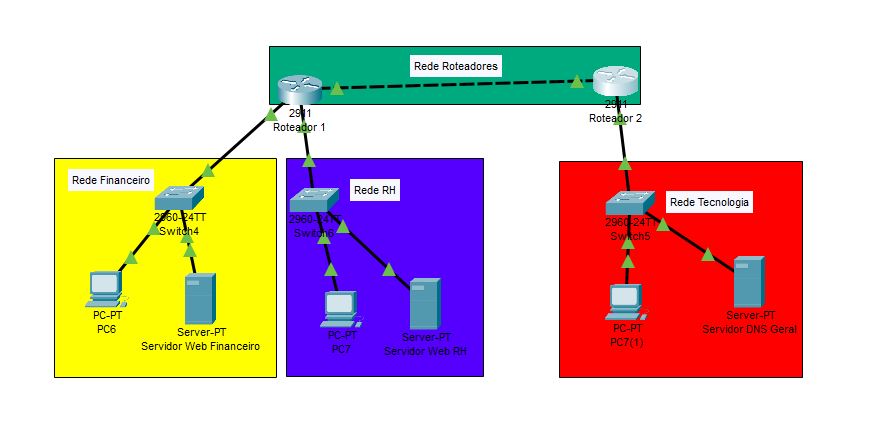 Rede Roteadores
2911
Roteador 1
2911
Roteador 2
Rede Financeiro
2960-24TT
Switch4
PC-PT
PC6
Server-PT
Servidor Web Financeiro
Rede RH
2960-24TT
Switch6
PC-PT
PC7
Server-PT
Servidor Web RH
Rede Tecnologia
2960-24TT
Switch5
PC-PT
PC7(1)
Server-PT
Servidor DNS Geral